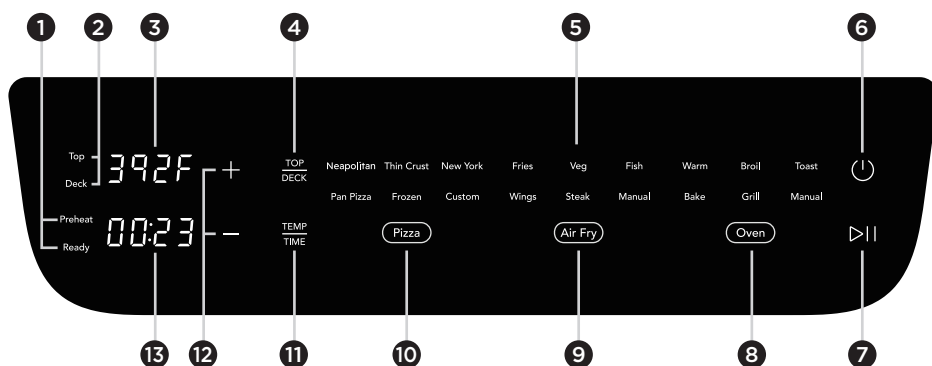 1 2 3 4 5 6
Top 392F + TOP Neapolitan Thin Crust New York Fries Veg Fish Warm Broil Toast
Deck DECK
Pan Pizza Frozen Custom Wings Steak Manual Bake Grill Manual
Preheat 00:23 − TEMP Pizza Air Fry Oven
Ready TIME
13 12 11 10 9 8 7